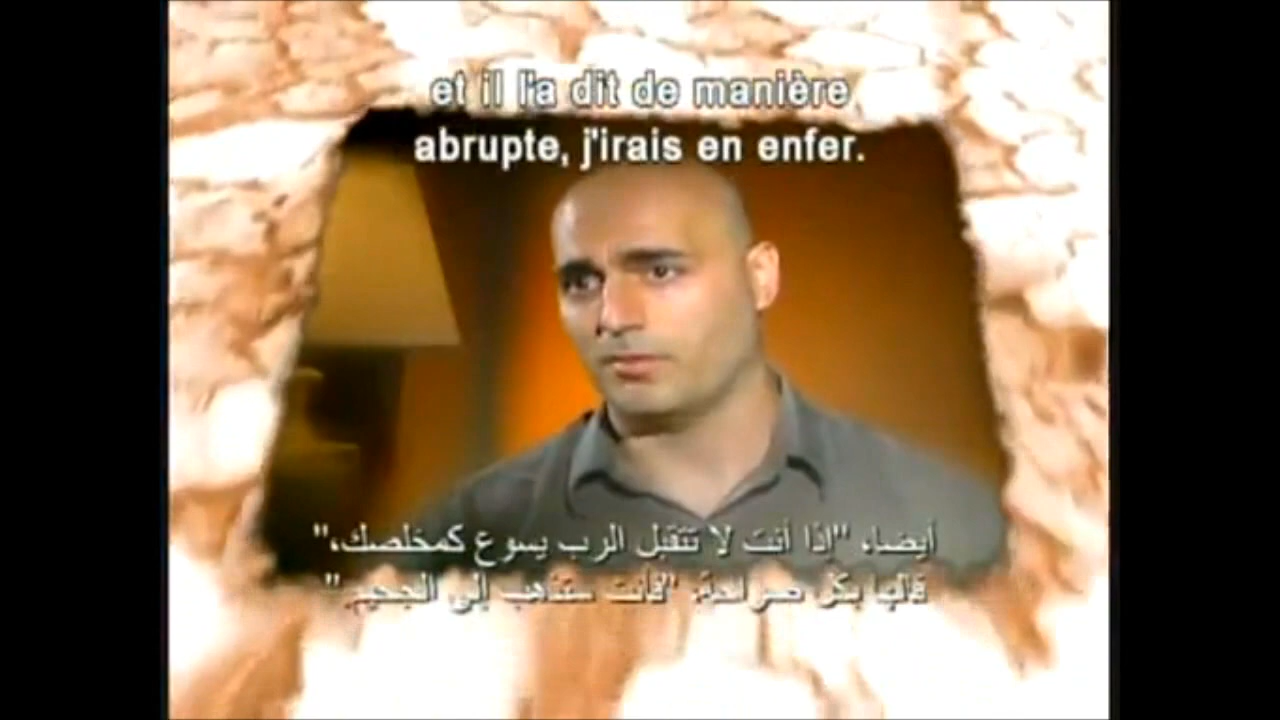 et il l'a dit de manière
abrupte, j'irais en enfer.
أيضا، "إذا أنت لا تتقبل الرب يسوع كمخلصك،"
قالها بكل صراحة، "فأنت ستذهب إلى الجحيم."